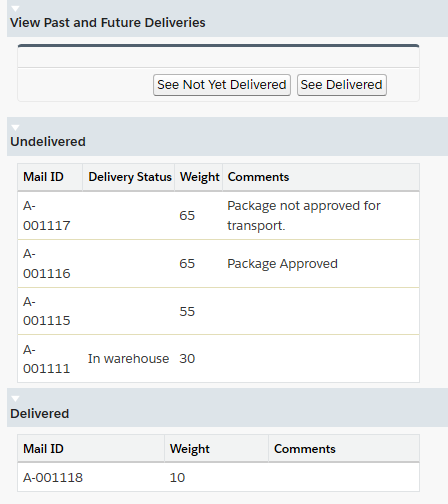 View Past and Future Deliveries
See Not Yet Delivered See Delivered
Undelivered
Mail ID Delivery Status Weight Comments
A-001117 65 Package not approved for
transport.
A-001116 65 Package Approved
A-001115 55
A-001111 In warehouse 30
Delivered
Mail ID Weight Comments
A-001118 10